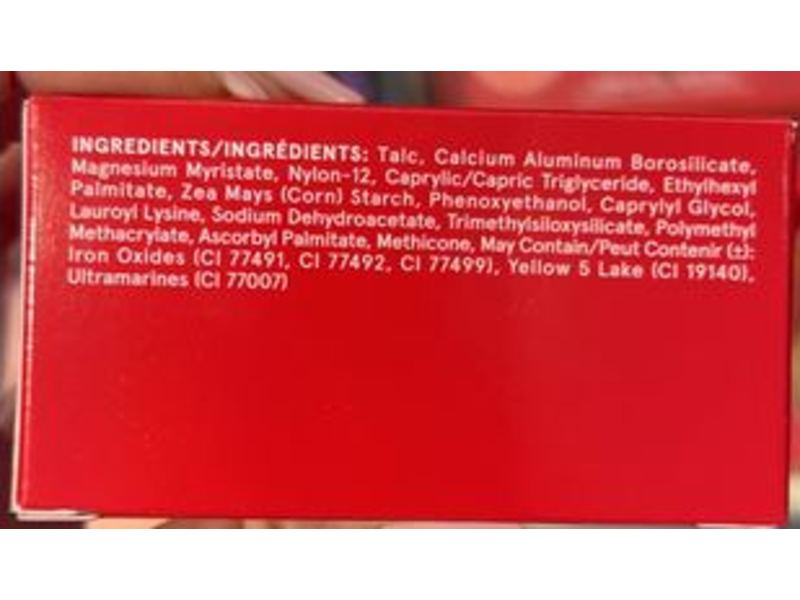 INGREDIENTS/INGRÉDIENTS: Talc, Calcium Aluminum Borosilicate,
Magnesium Myristate, Nylon-12, Caprylic/Capric Triglyceride, Ethylhexyl
Palmitate, Zea Mays (Corn) Starch, Phenoxyethanol, Caprylyl Glycol,
Lauroyl Lysine, Sodium Dehydroacetate, Trimethylsiloxysilicate, Polymethyl
Methacrylate, Ascorbyl Palmitate, Methicone, May Contain/Peut Contenir (±):
Iron Oxides (CI 77491, CI 77492, CI 77499), Yellow 5 Lake (CI 19140),
Ultramarines (CI 77007)